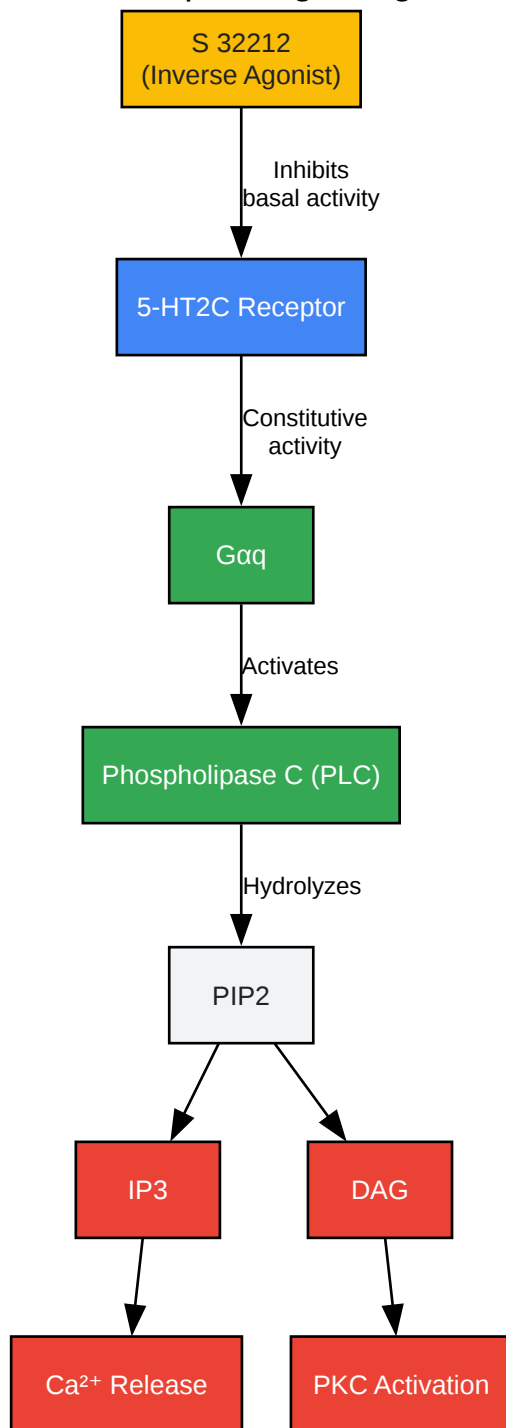 S 32212
(Inverse Agonist)
Inhibits
basal activity
5-HT2C Receptor
Constitutive
activity
Gαq
Activates
Phospholipase C (PLC)
Hydrolyzes
PIP2
IP3
DAG
Ca²⁺ Release
PKC Activation